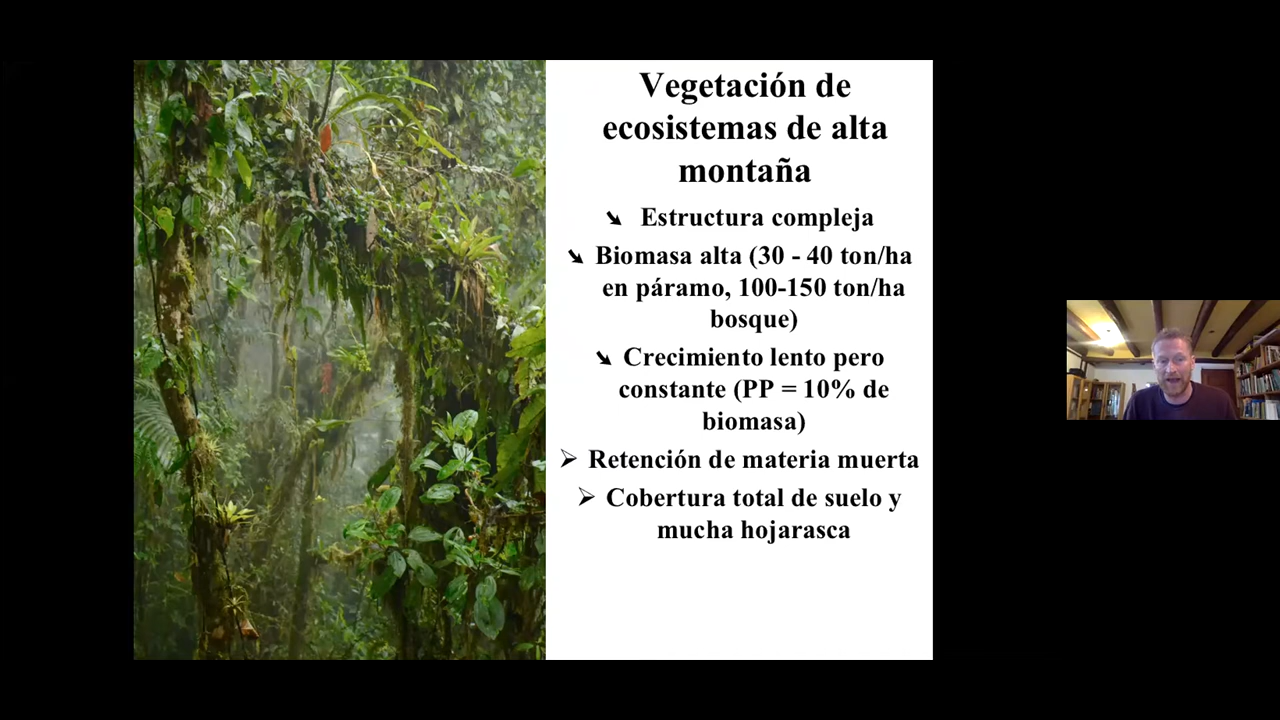 Vegetación de
ecosistemas de alta
montaña
➘ Estructura compleja
➘ Biomasa alta (30 - 40 ton/ha
en páramo, 100-150 ton/ha
bosque)
➘ Crecimiento lento pero
constante (PP = 10% de
biomasa)
➢ Retención de materia muerta
➢ Cobertura total de suelo y
mucha hojarasca